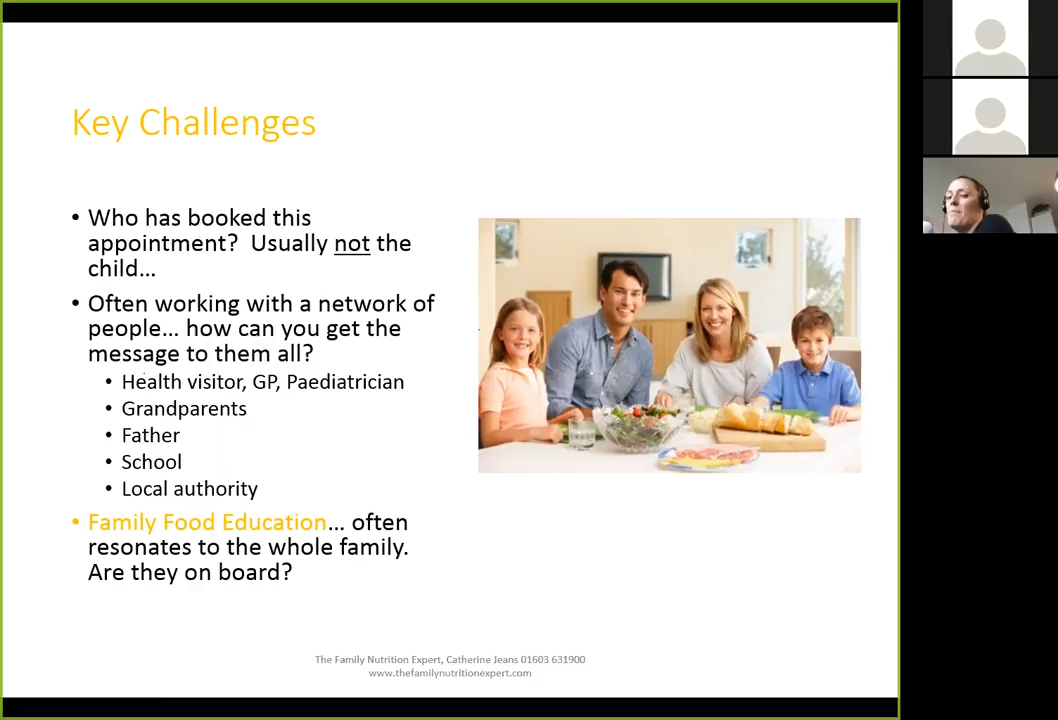 Key Challenges
• Who has booked this
appointment? Usually not the
child...
• Often working with a network of
people... how can you get the
message to them all?
• Health visitor, GP, Paediatrician
• Grandparents
• Father
• School
• Local authority
• Family Food Education... often
resonates to the whole family.
Are they on board?
The Family Nutrition Expert, Catherine Jeans 01603 631900
www.thefamilynutritionexpert.com